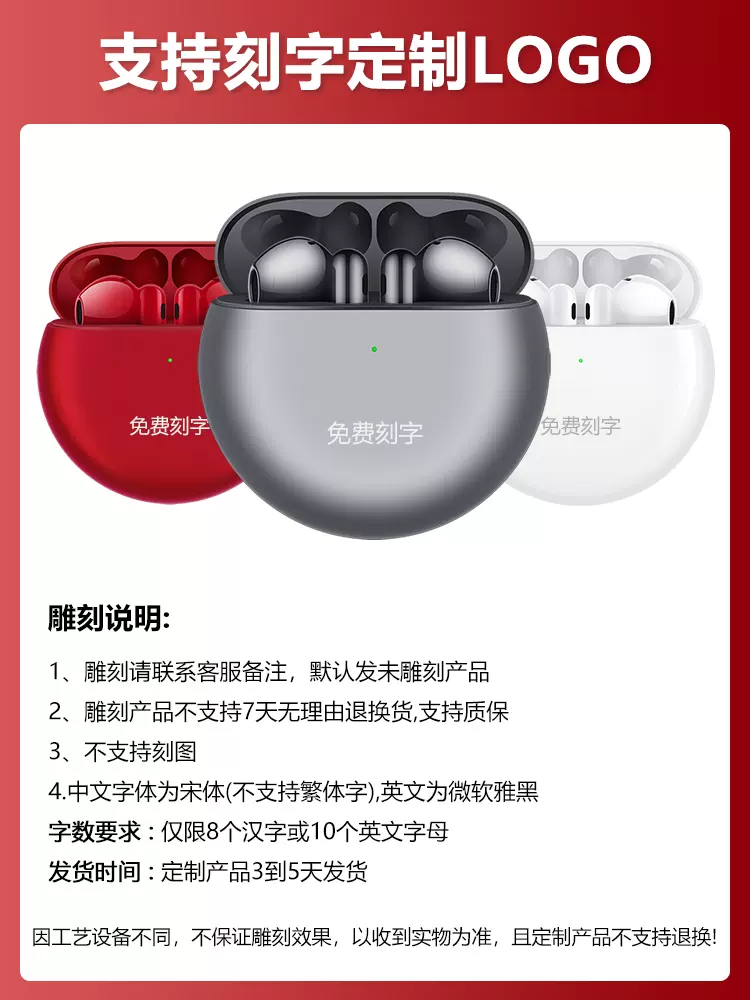 支持刻字定制LOGO
免费刻字
免费刻字
免费刻字
雕刻说明:
1、雕刻请联系客服备注，默认发未雕刻产品
2、雕刻产品不支持7天无理由退换货,支持质保
3、不支持刻图
4.中文字体为宋体(不支持繁体字),英文为微软雅黑
字数要求 : 仅限8个汉字或10个英文字母
发货时间 : 定制产品3到5天发货
因工艺设备不同，不保证雕刻效果，以收到实物为准，且定制产品不支持退换!